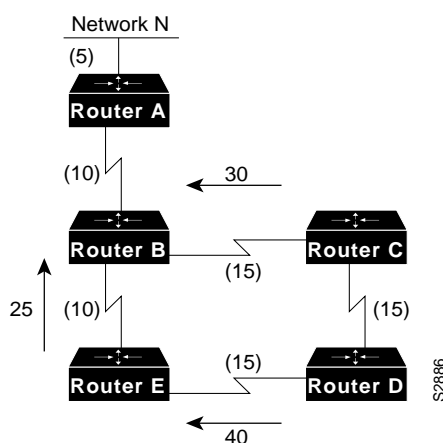 Network N
(5)
Router A
(10)
30
Router B
Router C
(15)
25
(10)
(15)
(15)
Router E
Router D
40
S2886